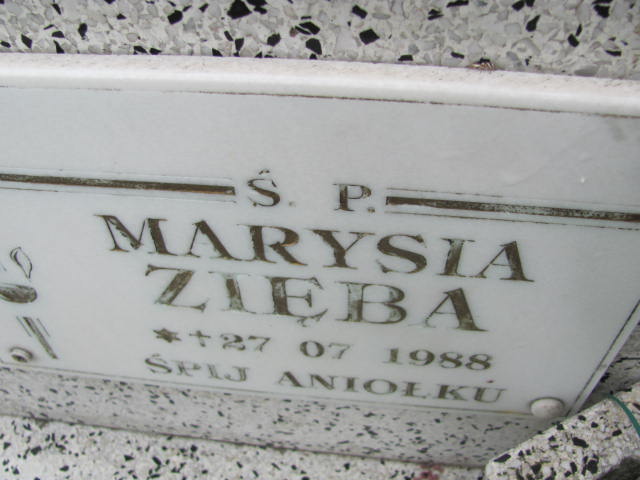 Ś. P.
MARYSIA
ZIĘBA
*+27 07 1988
ŚPIJ ANIOŁKU